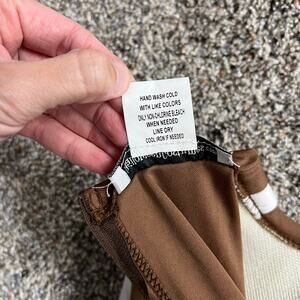 HAND WASH COLD
WITH LIKE COLORS
ONLY NON-CHLORINE BLEACH
WHEN NEEDED
LINE DRY
COOL IRON IF NEEDED